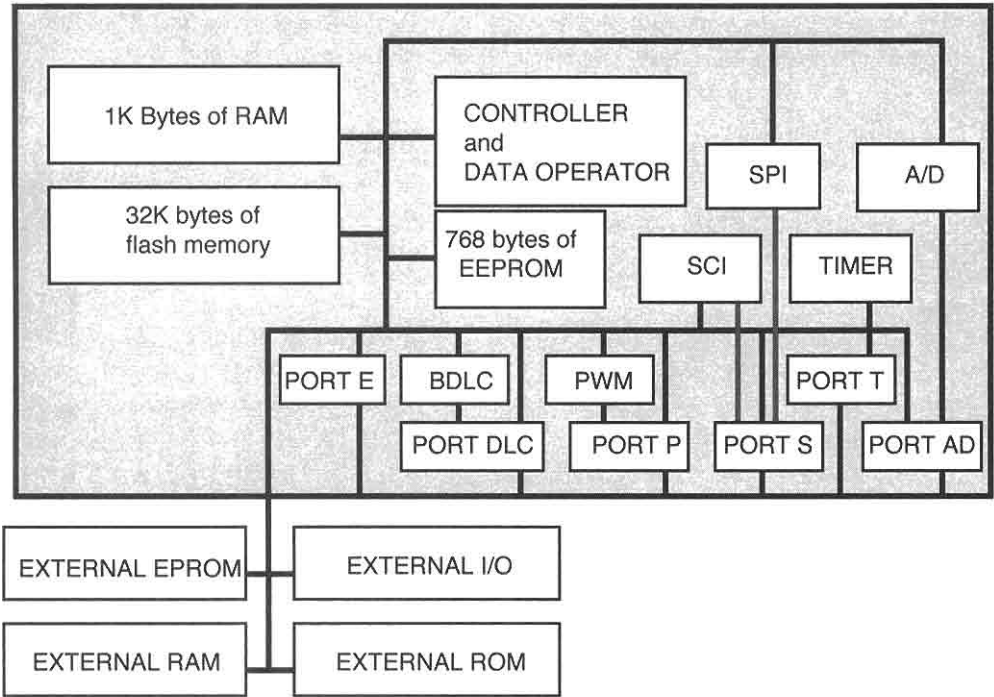 1K Bytes of RAM
CONTROLLER
and
DATA OPERATOR
SPI
A/D
32K bytes of
flash memory
768 bytes of
EEPROM
SCI
TIMER
PORT E
BDLC
PWM
PORT T
PORT DLC
PORT P
PORT S
PORT AD
EXTERNAL EPROM
EXTERNAL I/O
EXTERNAL RAM
EXTERNAL ROM